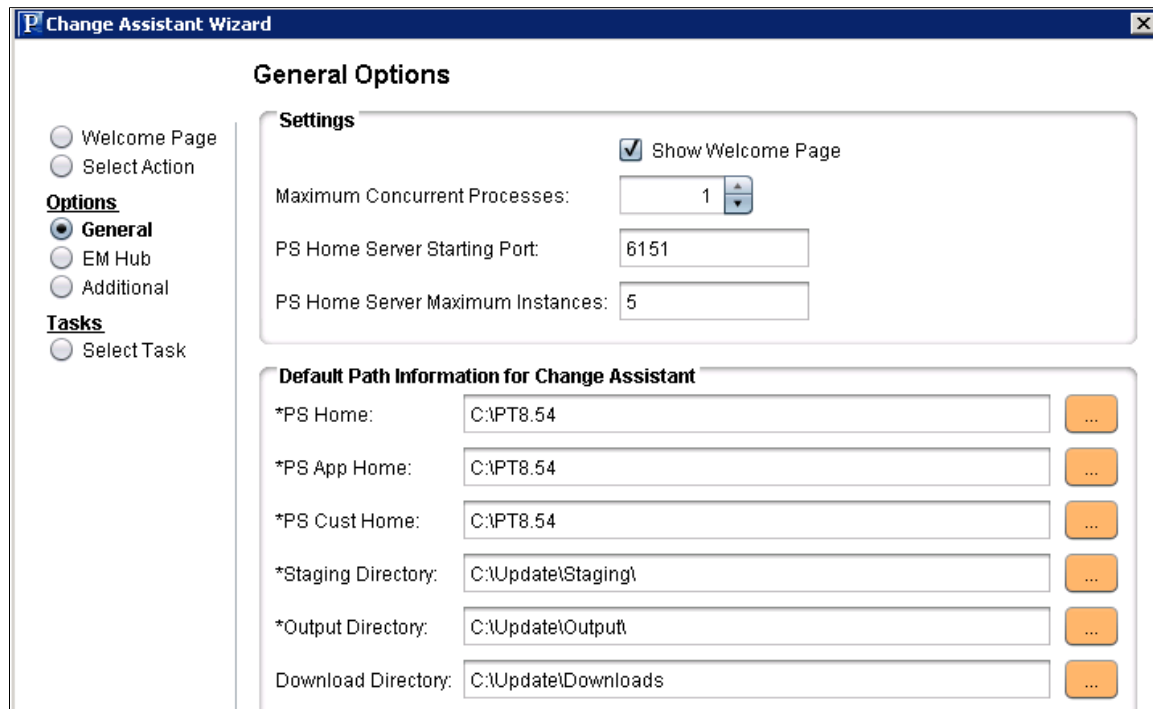 P Change Assistant Wizard
General Options
Welcome Page
Select Action
Options
General
EM Hub
Additional
Tasks
Select Task
Settings
Show Welcome Page
Maximum Concurrent Processes: 1
PS Home Server Starting Port: 6151
PS Home Server Maximum Instances: 5
Default Path Information for Change Assistant
*PS Home: C:\PT8.54 ...
*PS App Home: C:\PT8.54 ...
*PS Cust Home: C:\PT8.54 ...
*Staging Directory: C:\Update\Staging\ ...
*Output Directory: C:\Update\Output\ ...
Download Directory: C:\Update\Downloads ...